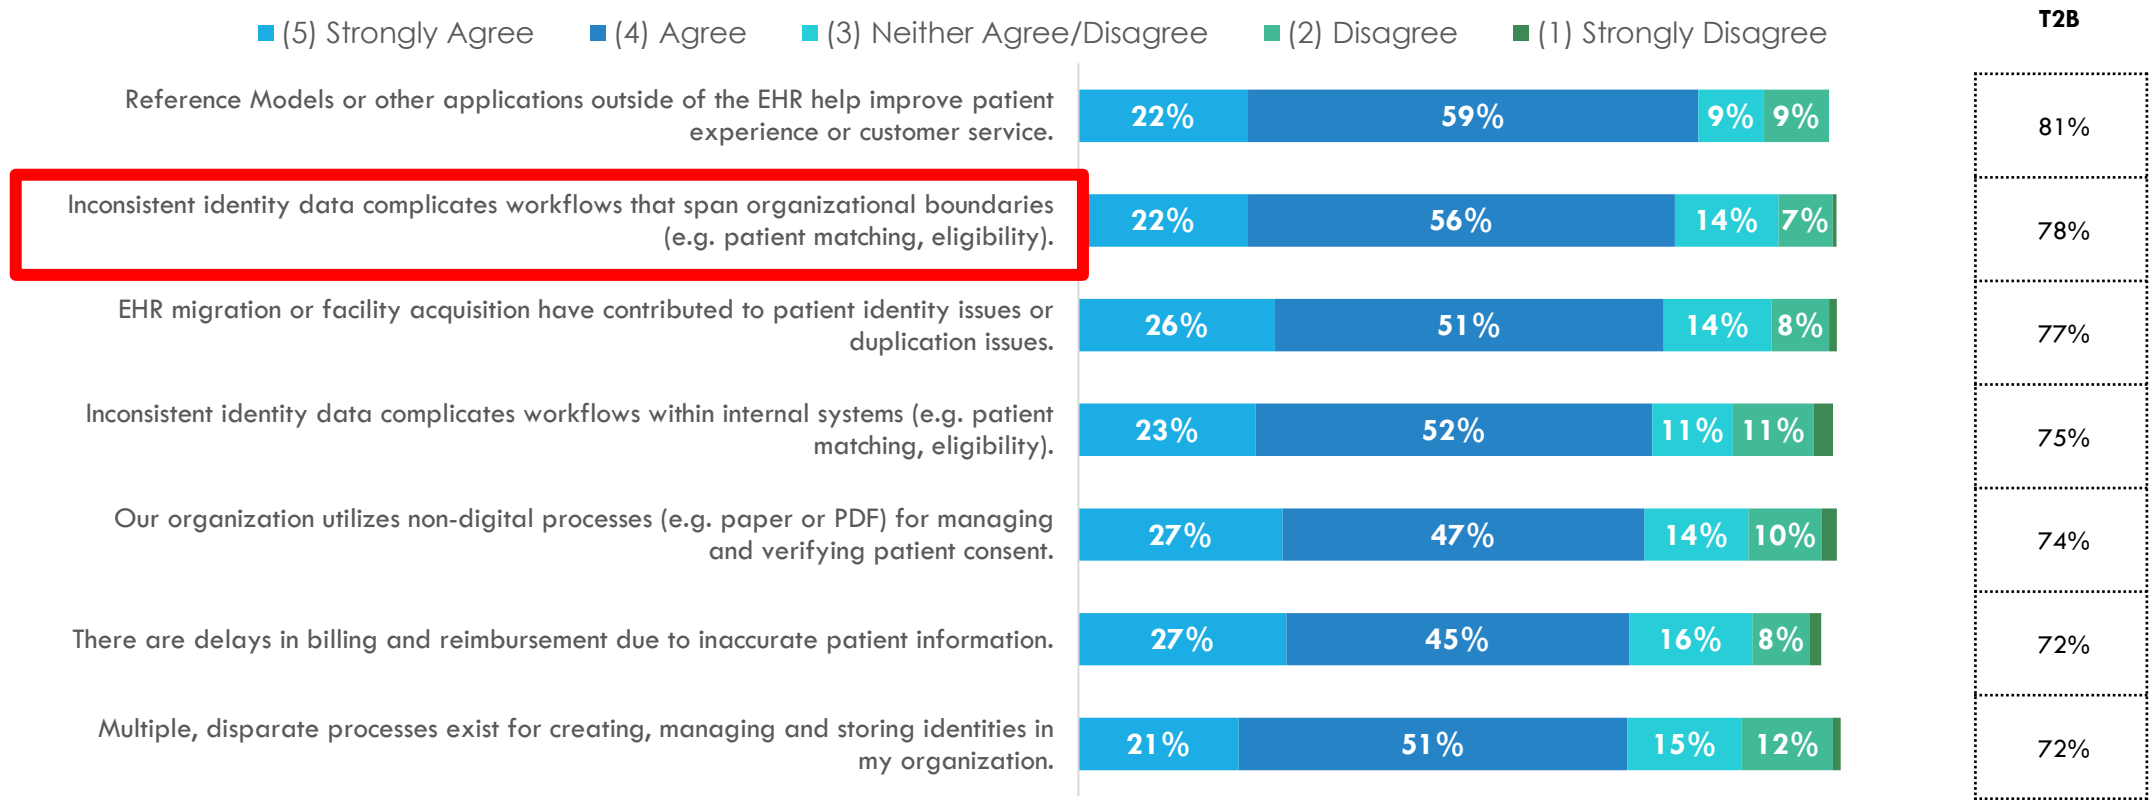 (5) Strongly Agree (4) Agree (3) Neither Agree/Disagree (2) Disagree (1) Strongly Disagree T2B
Reference Models or other applications outside of the EHR help improve patient
experience or customer service.
22% 59% 9% 9% 81%
Inconsistent identity data complicates workflows that span organizational boundaries
(e.g. patient matching, eligibility).
22% 56% 14% 7% 78%
EHR migration or facility acquisition have contributed to patient identity issues or
duplication issues.
26% 51% 14% 8% 77%
Inconsistent identity data complicates workflows within internal systems (e.g. patient
matching, eligibility).
23% 52% 11% 11% 75%
Our organization utilizes non-digital processes (e.g. paper or PDF) for managing
and verifying patient consent.
27% 47% 14% 10% 74%
There are delays in billing and reimbursement due to inaccurate patient information.
27% 45% 16% 8% 72%
Multiple, disparate processes exist for creating, managing and storing identities in
my organization.
21% 51% 15% 12% 72%